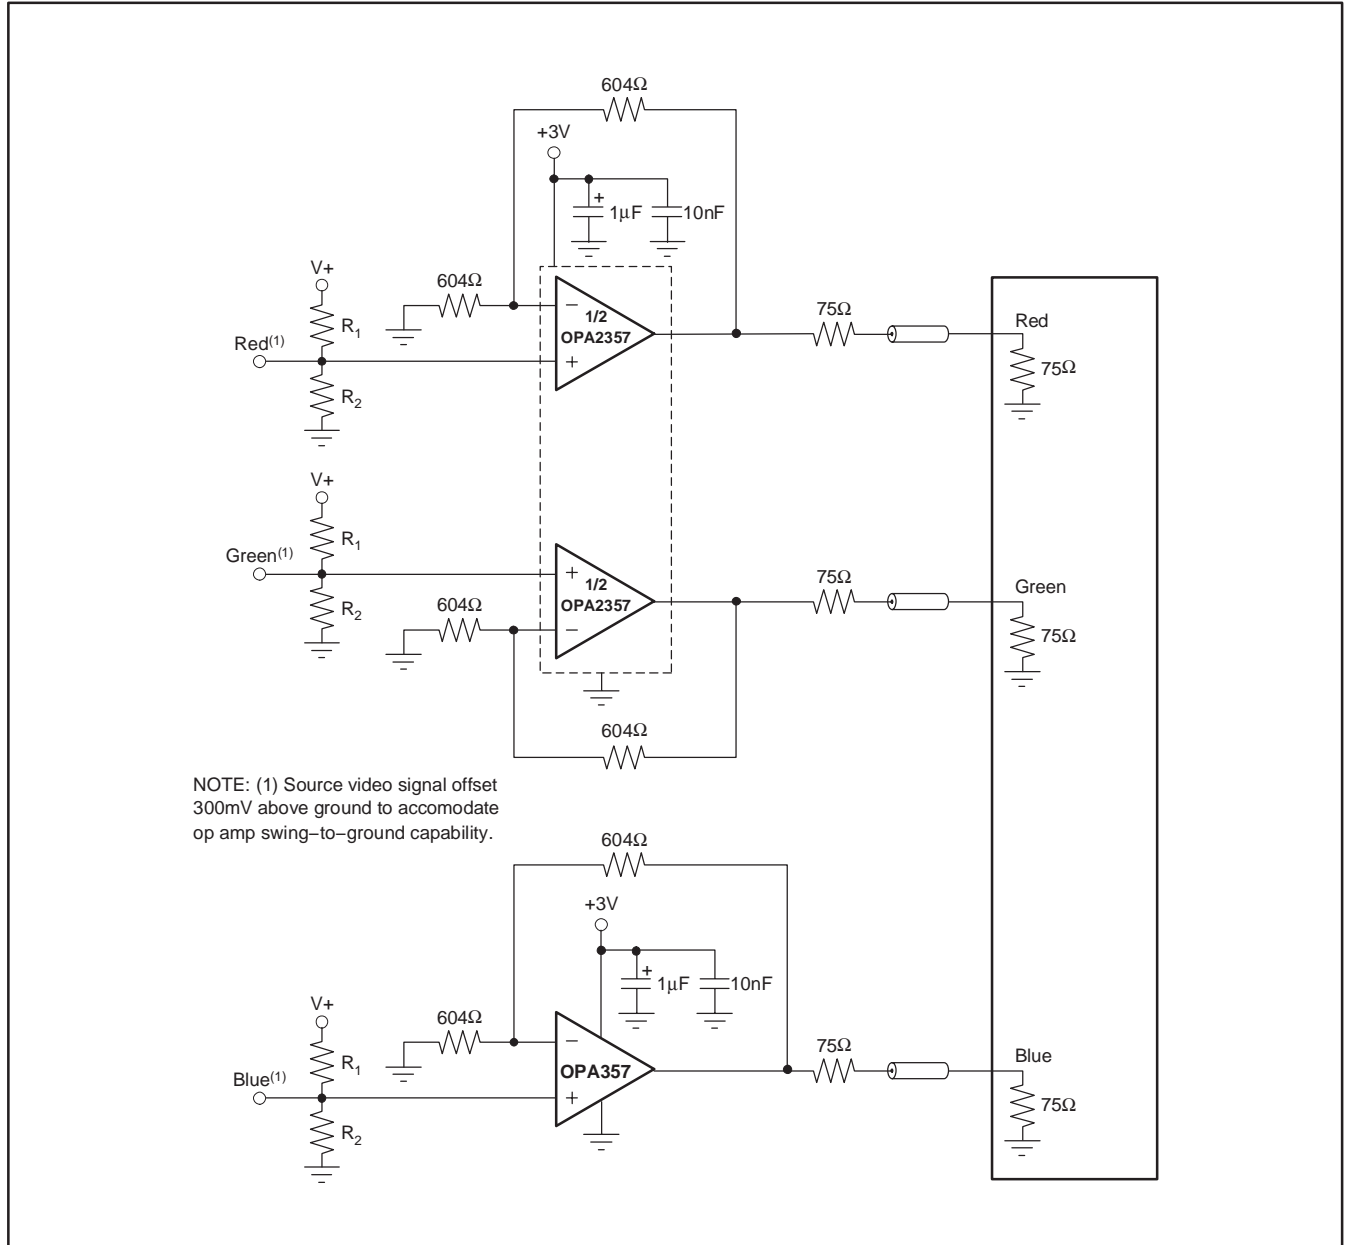 604Ω
+3V
+
1μF
10nF
V+
604Ω
R1
−
1/2
OPA2357
+
75Ω
Red
Red(1)
75Ω
R2
V+
R1
Green(1)
+
1/2
OPA2357
−
75Ω
Green
R2
604Ω
75Ω
604Ω
NOTE: (1) Source video signal offset
300mV above ground to accomodate
op amp swing−to−ground capability.
604Ω
+3V
+
1μF
10nF
V+
604Ω
R1
−
OPA357
+
75Ω
Blue
Blue(1)
75Ω
R2